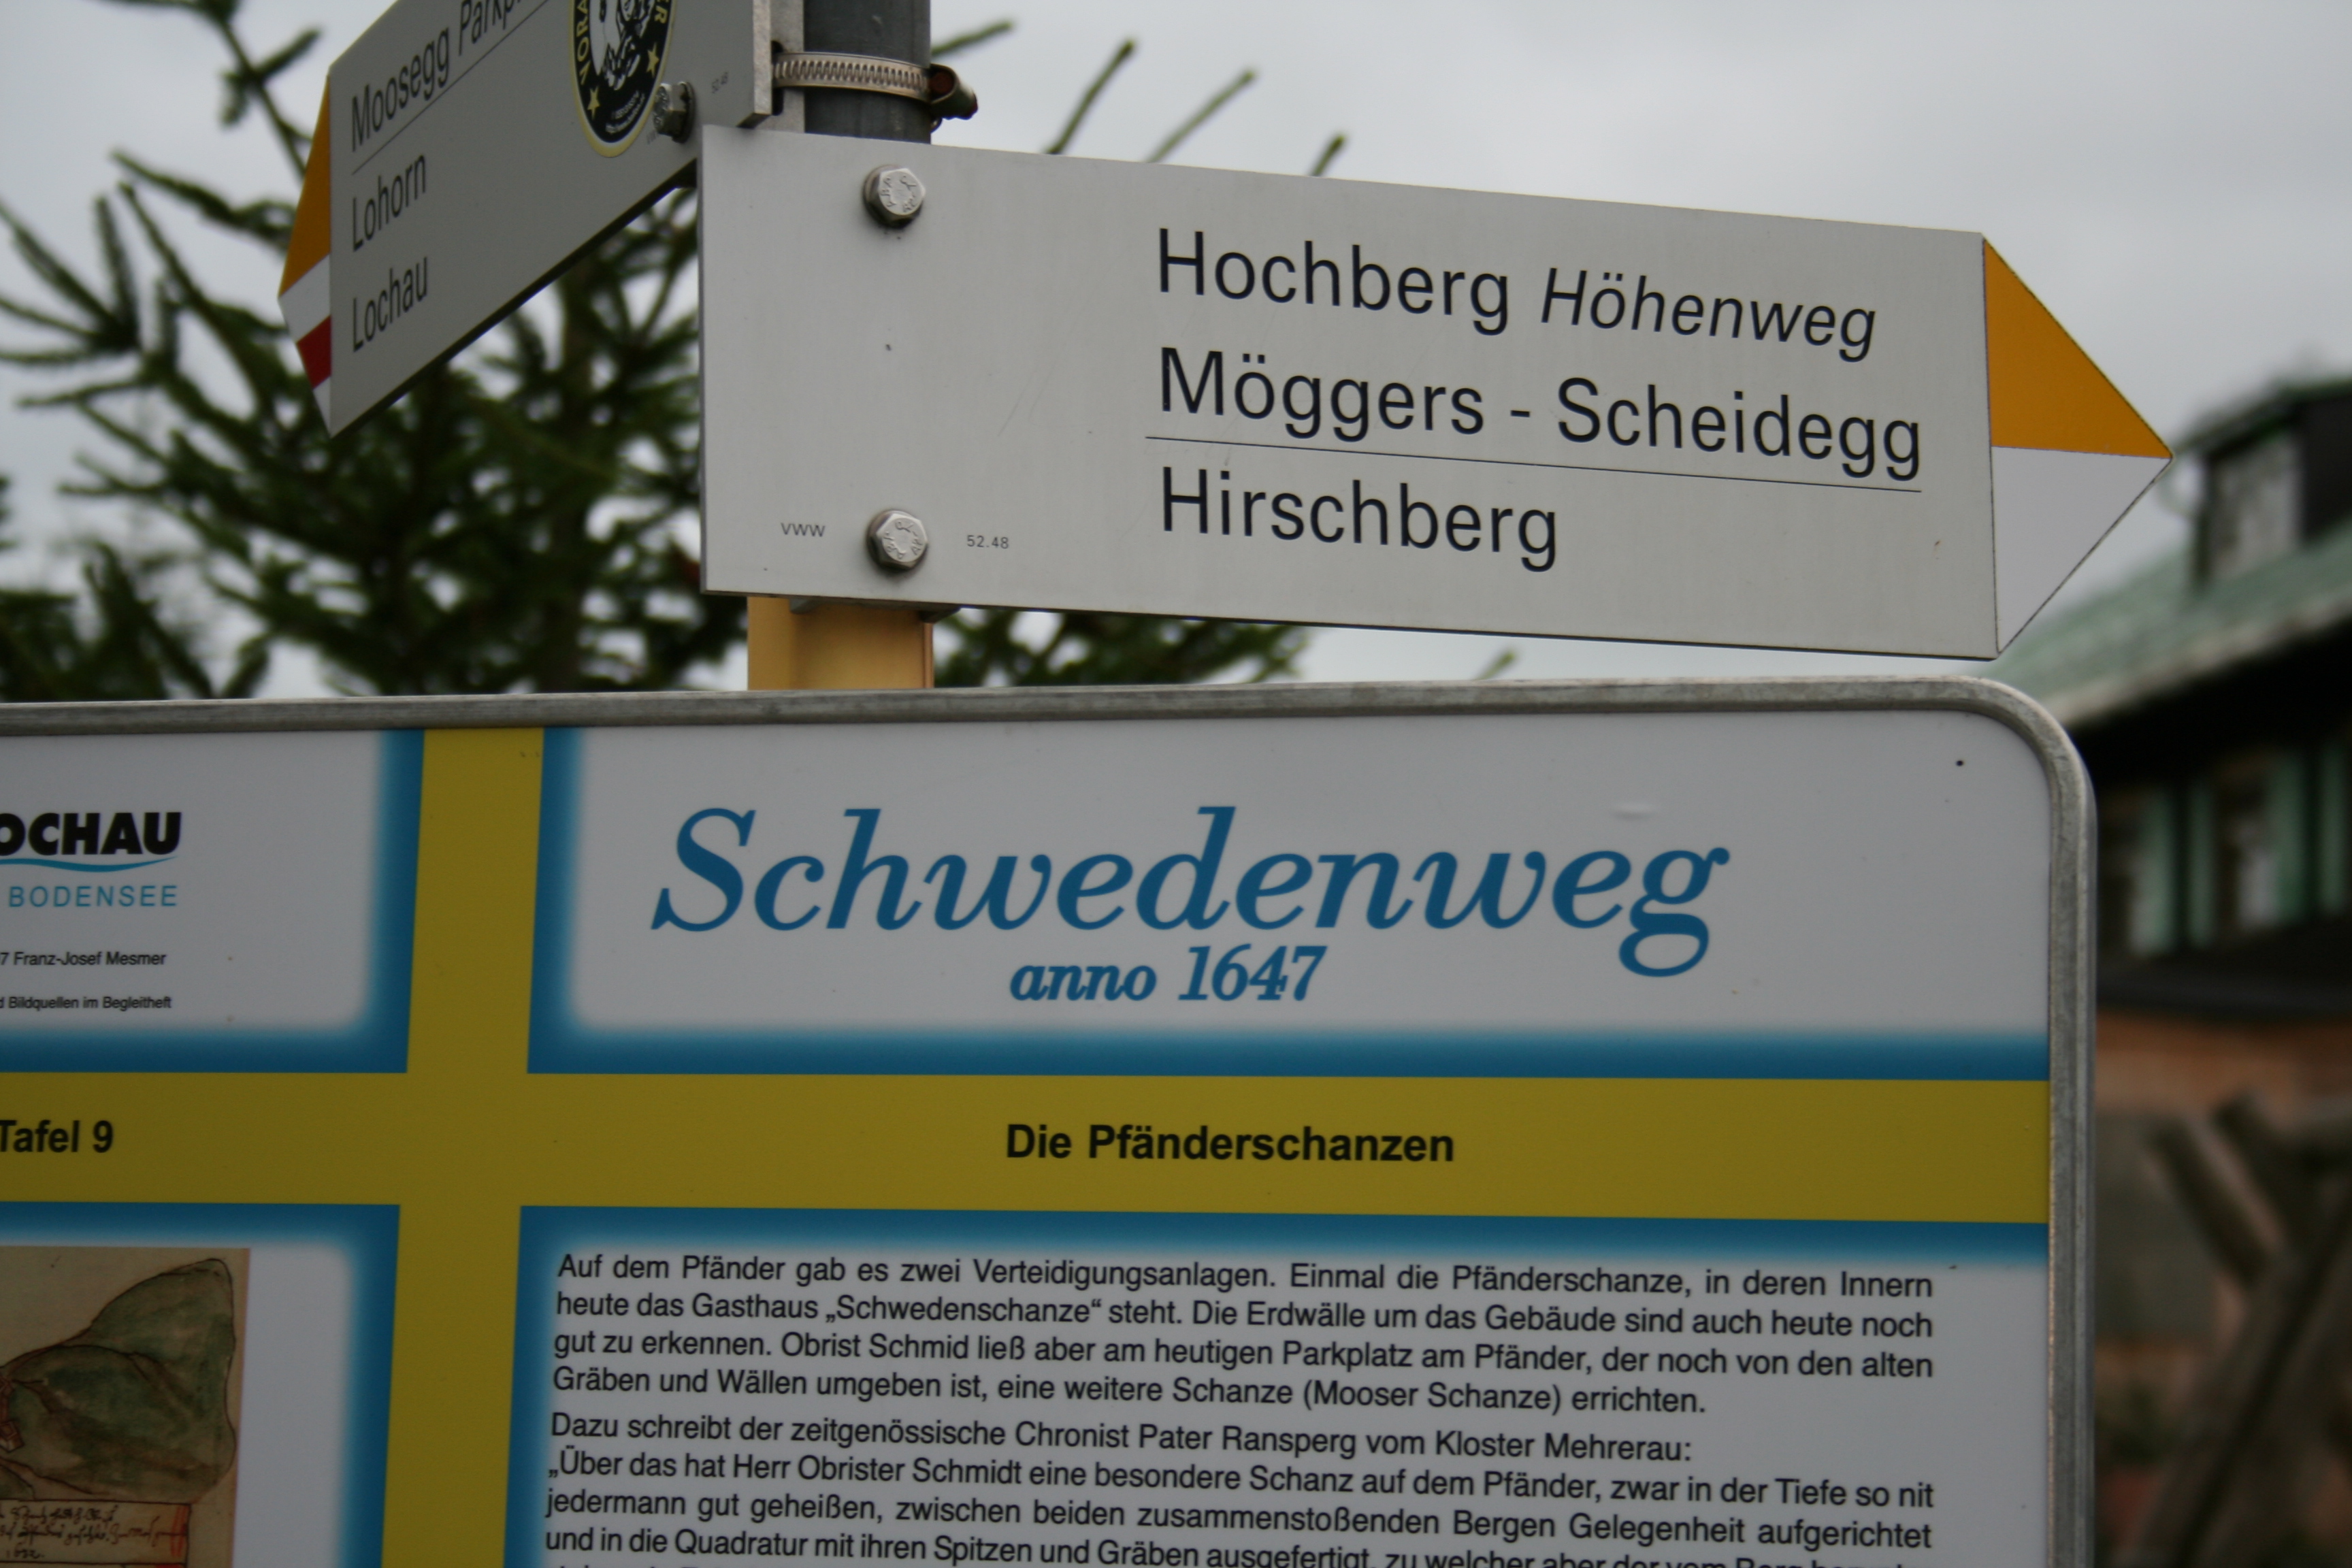 Moosegg
Lohorn
Lochau
52.48
Hochberg Höhenweg
Möggers - Scheidegg
Hirschberg
VWW
52.48
OCHAU
BODENSEE
7 Franz-Josef Mesmer
Bildquellen im Begleitheft
Schwedenweg
anno 1647
Tafel 9
Die Pfänderschanzen
Auf dem Pfänder gab es zwei Verteidigungsanlagen. Einmal die Pfänderschanze, in deren Innern
heute das Gasthaus „Schwedenschanze“ steht. Die Erdwälle um das Gebäude sind auch heute noch
gut zu erkennen. Obrist Schmid ließ aber am heutigen Parkplatz am Pfänder, der noch von den alten
Gräben und Wällen umgeben ist, eine weitere Schanze (Mooser Schanze) errichten.
Dazu schreibt der zeitgenössische Chronist Pater Ransperg vom Kloster Mehrerau:
„Über das hat Herr Obrister Schmidt eine besondere Schanz auf dem Pfänder, zwar in der Tiefe so nit
jedermann gut geheißen, zwischen beiden zusammenstoßenden Bergen Gelegenheit aufgerichtet
und in die Quadratur mit ihren Spitzen und Gräben ausgefertigt, zu welcher aber der vom Berg